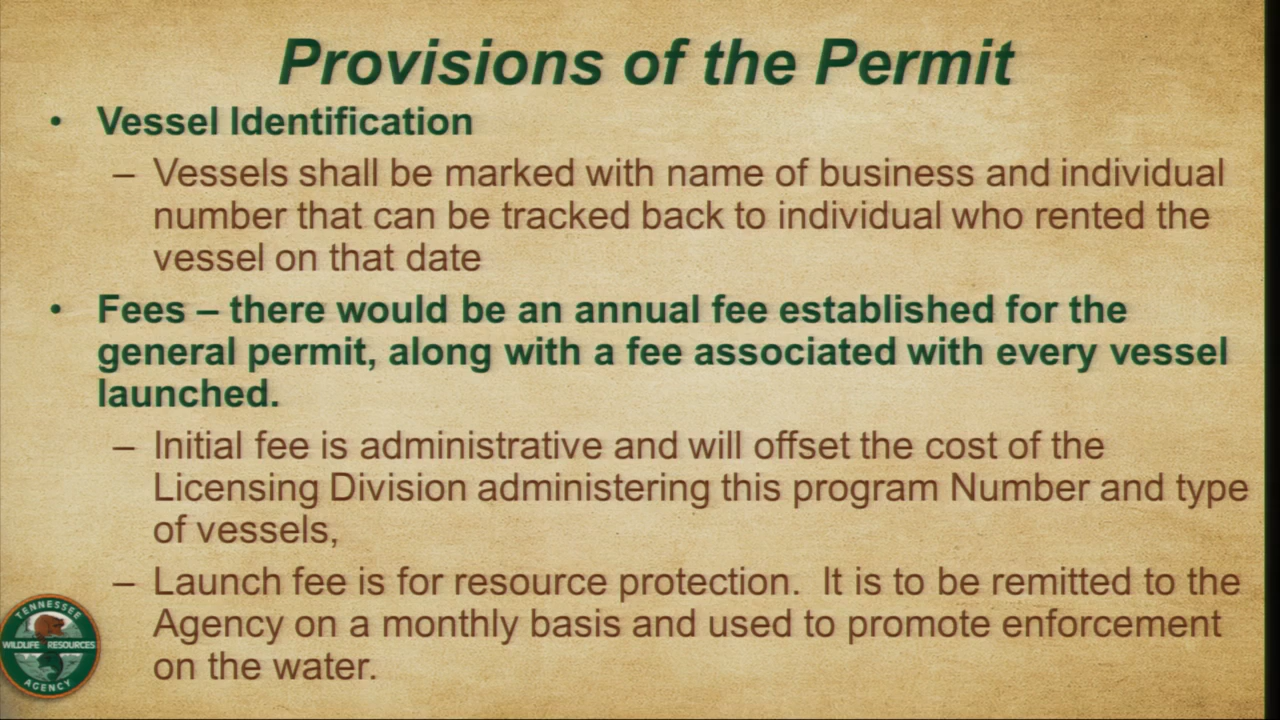 Provisions of the Permit
• Vessel Identification
– Vessels shall be marked with name of business and individual
number that can be tracked back to individual who rented the
vessel on that date
• Fees – there would be an annual fee established for the
general permit, along with a fee associated with every vessel
launched.
– Initial fee is administrative and will offset the cost of the
Licensing Division administering this program Number and type
of vessels,
– Launch fee is for resource protection.  It is to be remitted to the
Agency on a monthly basis and used to promote enforcement
on the water.
TENNESSEE
WILDLIFE RESOURCES
AGENCY